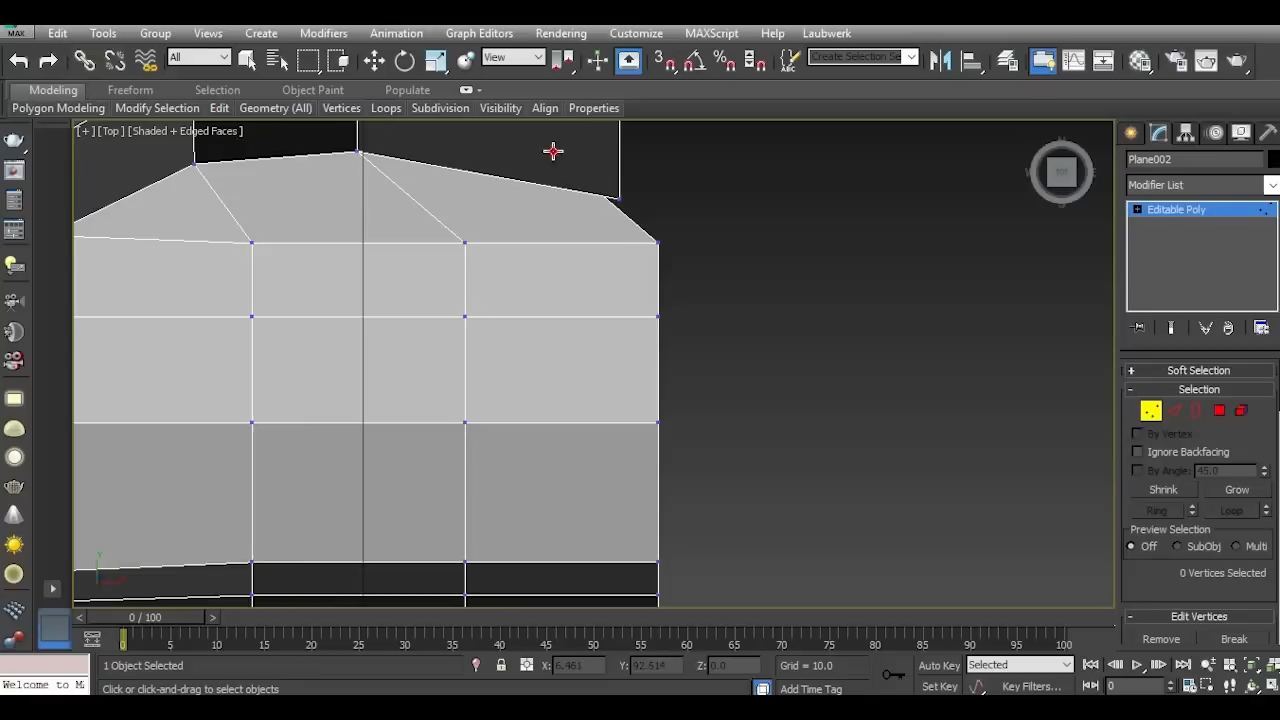 MAX Edit Tools Group Views Create Modifiers Animation Graph Editors Rendering Customize MAXScript Help Laubwerk
All View 3 Create Selection Se
Modeling Freeform Selection Object Paint Populate
Polygon Modeling Modify Selection Edit Geometry (All) Vertices Loops Subdivision Visibility Align Properties
[+][Top][Shaded + Edged Faces]
Plane002
Modifier List
Editable Poly
Soft Selection
Selection
By Vertex
Ignore Backfacing
By Angle: 45.0
Shrink Grow
Ring Loop
Preview Selection
Off SubObj Multi
0 Vertices Selected
Edit Vertices
Remove Break
< 0 / 100 >
0 5 10 15 20 25 30 35 40 45 50 55 60 65 70 75 80 85 90 95 100
1 Object Selected X: 6.461 Y: 92.514 Z: 0.0 Grid = 10.0 Auto Key Selected
Welcome to M Click or click-and-drag to select objects Add Time Tag Set Key Key Filters... 0